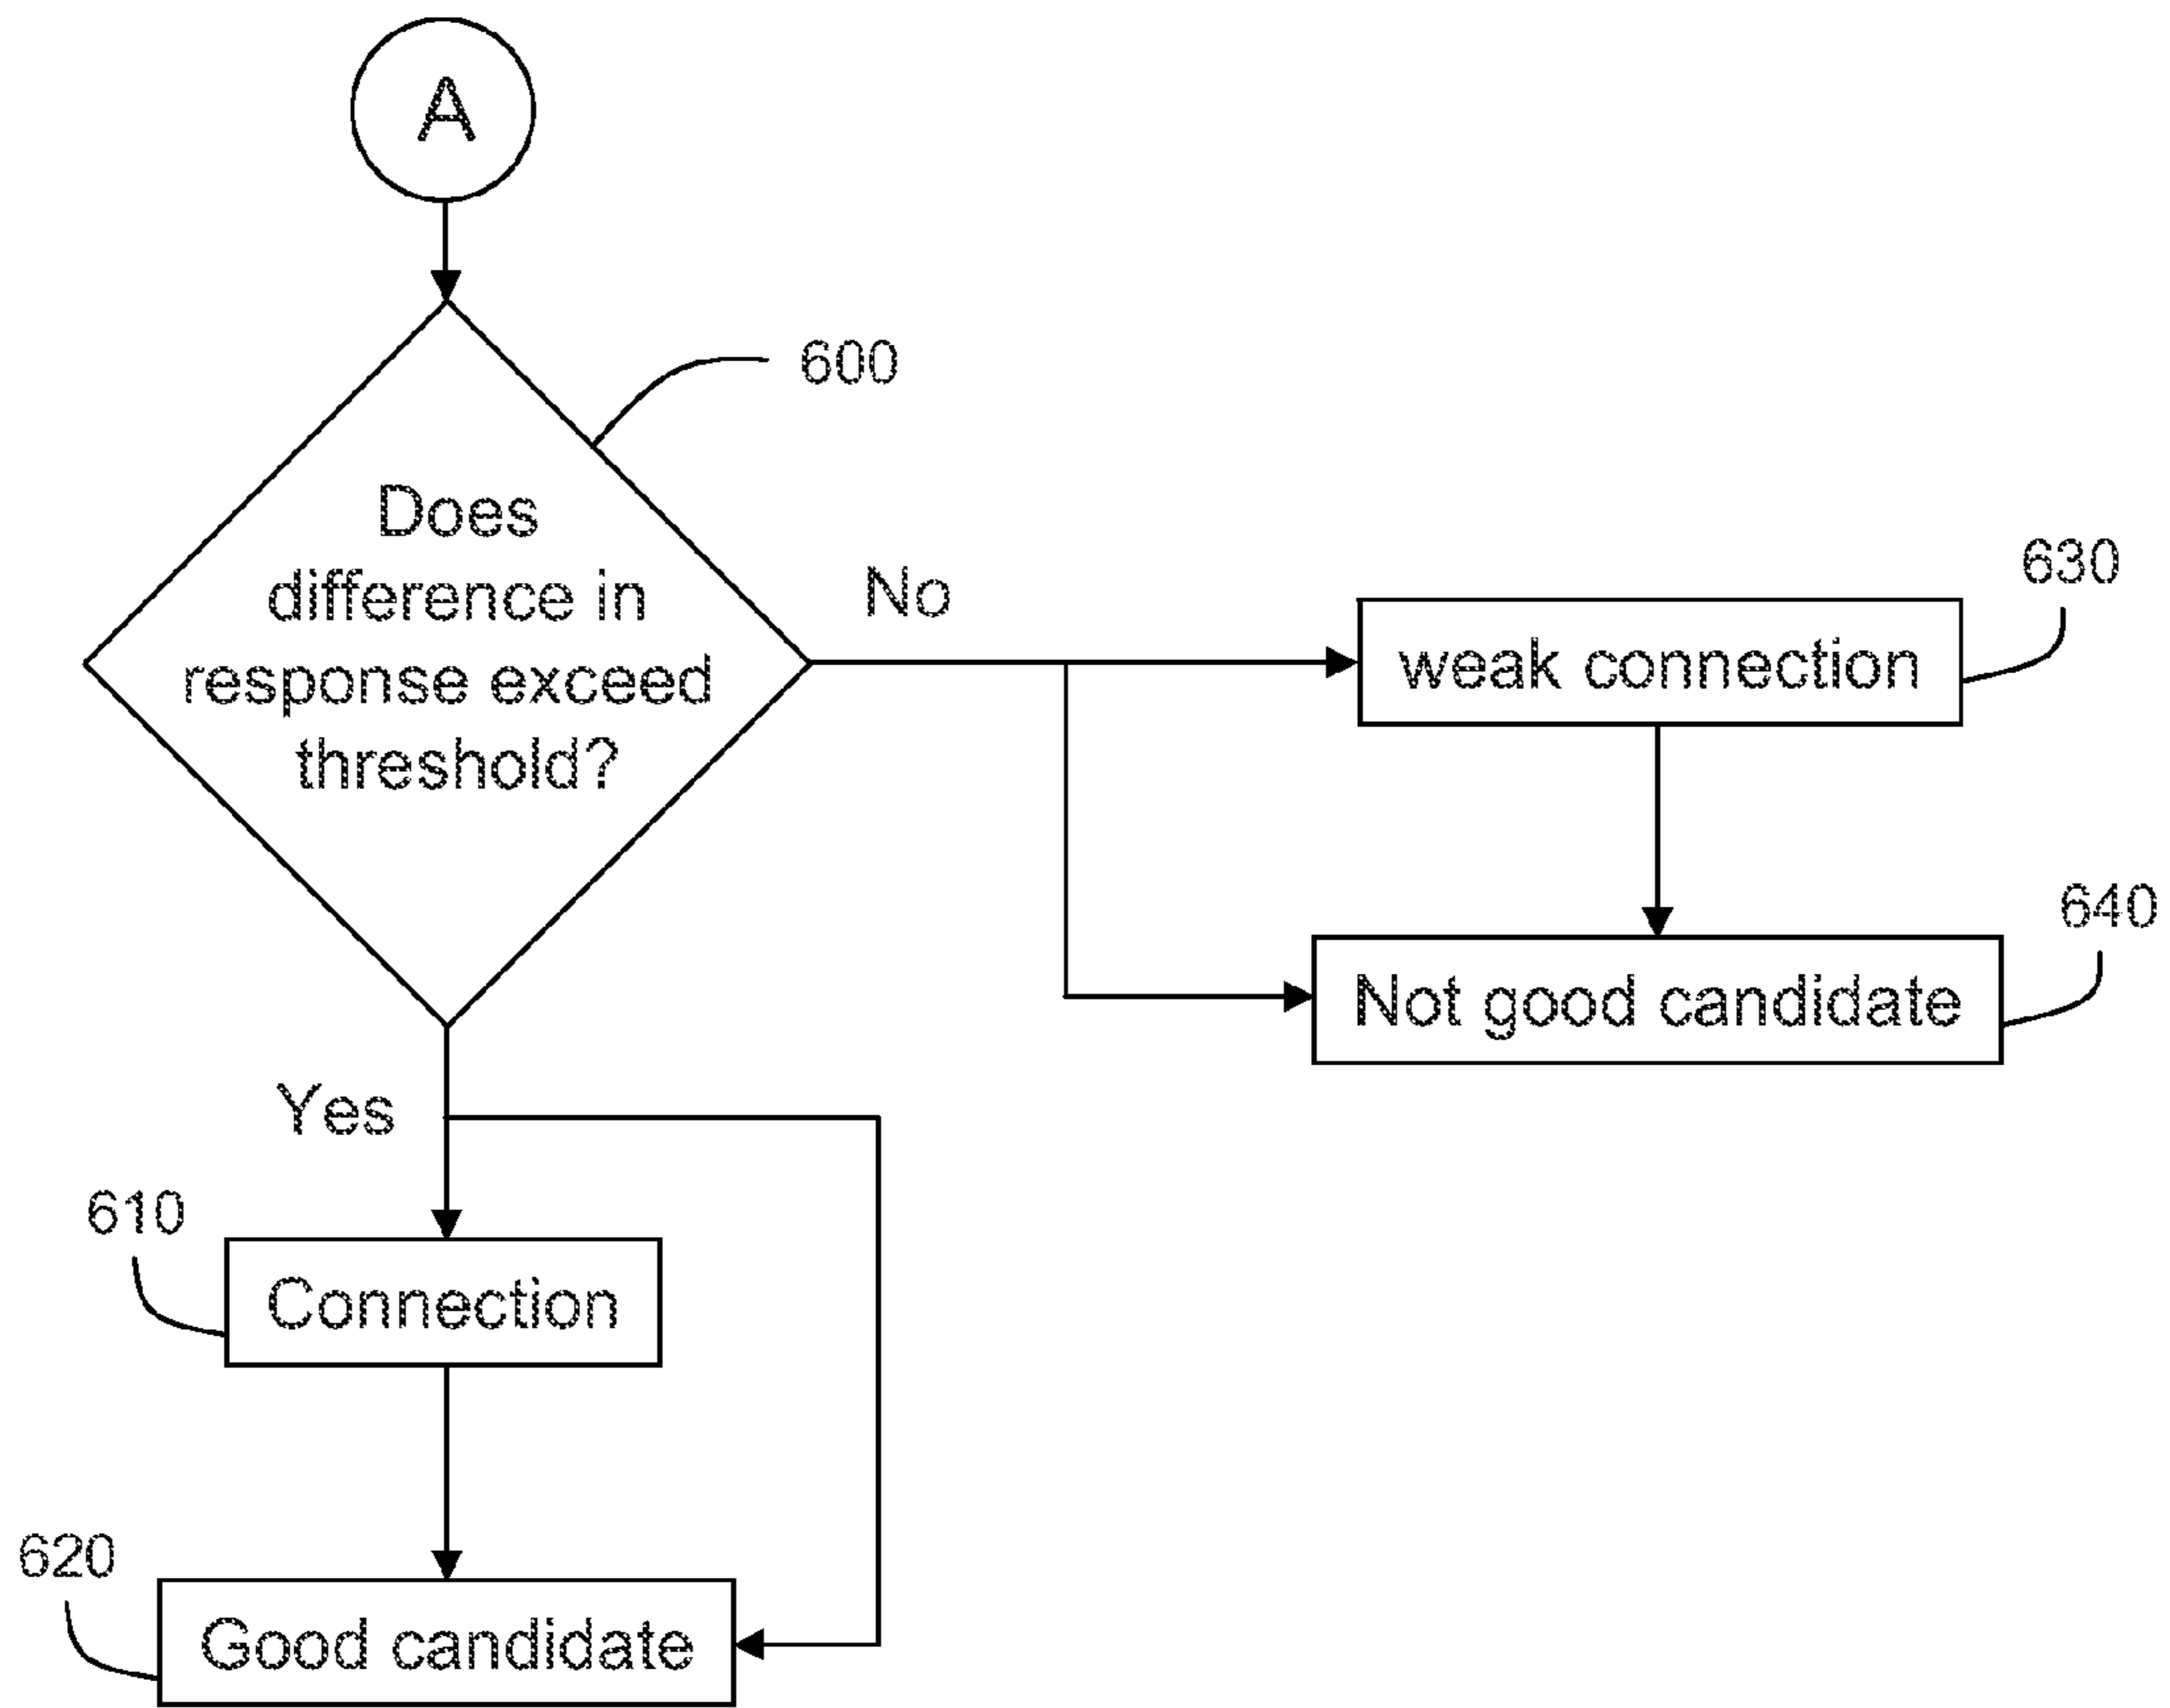 A
600
Does
difference in
response exceed
threshold?
No
630
weak connection
640
Not good candidate
Yes
610
Connection
620
Good candidate